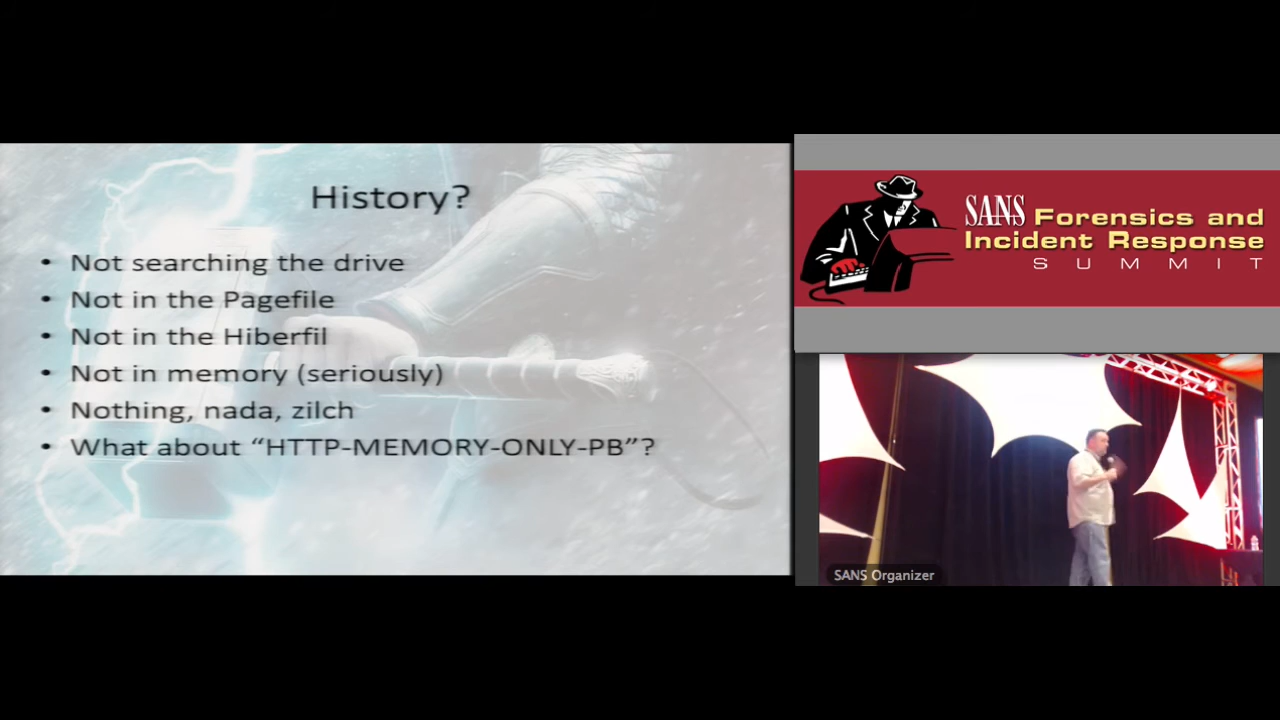 History?
• Not searching the drive
• Not in the Pagefile
• Not in the Hiberfil
• Not in memory (seriously)
• Nothing, nada, zilch
• What about “HTTP-MEMORY-ONLY-PB”?
SANS Forensics and
Incident Response
SUMMIT
SANS Organizer